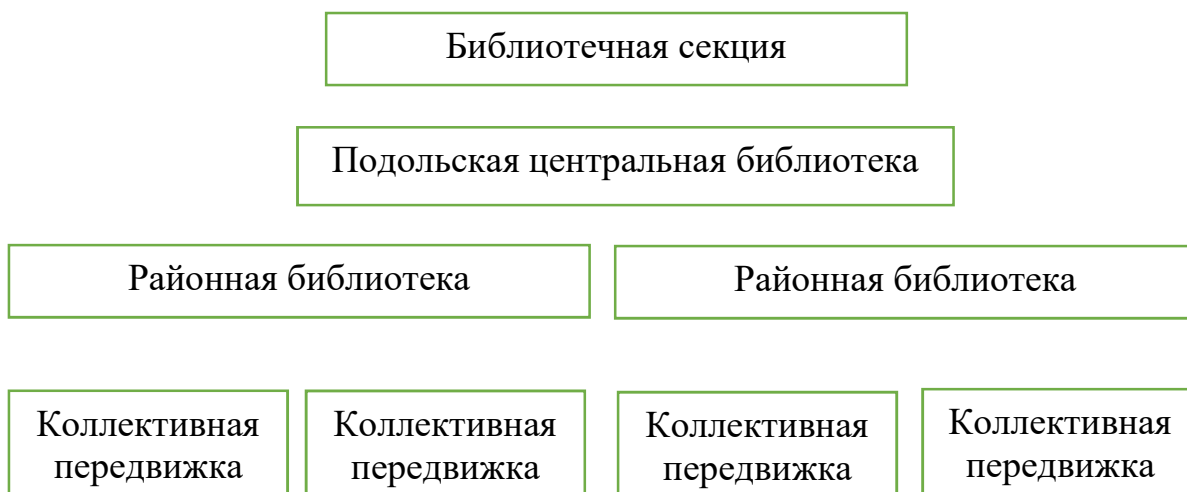 Библиотечная секция
Подольская центральная библиотека
Районная библиотека
Районная библиотека
Коллективная
передвижка
Коллективная
передвижка
Коллективная
передвижка
Коллективная
передвижка